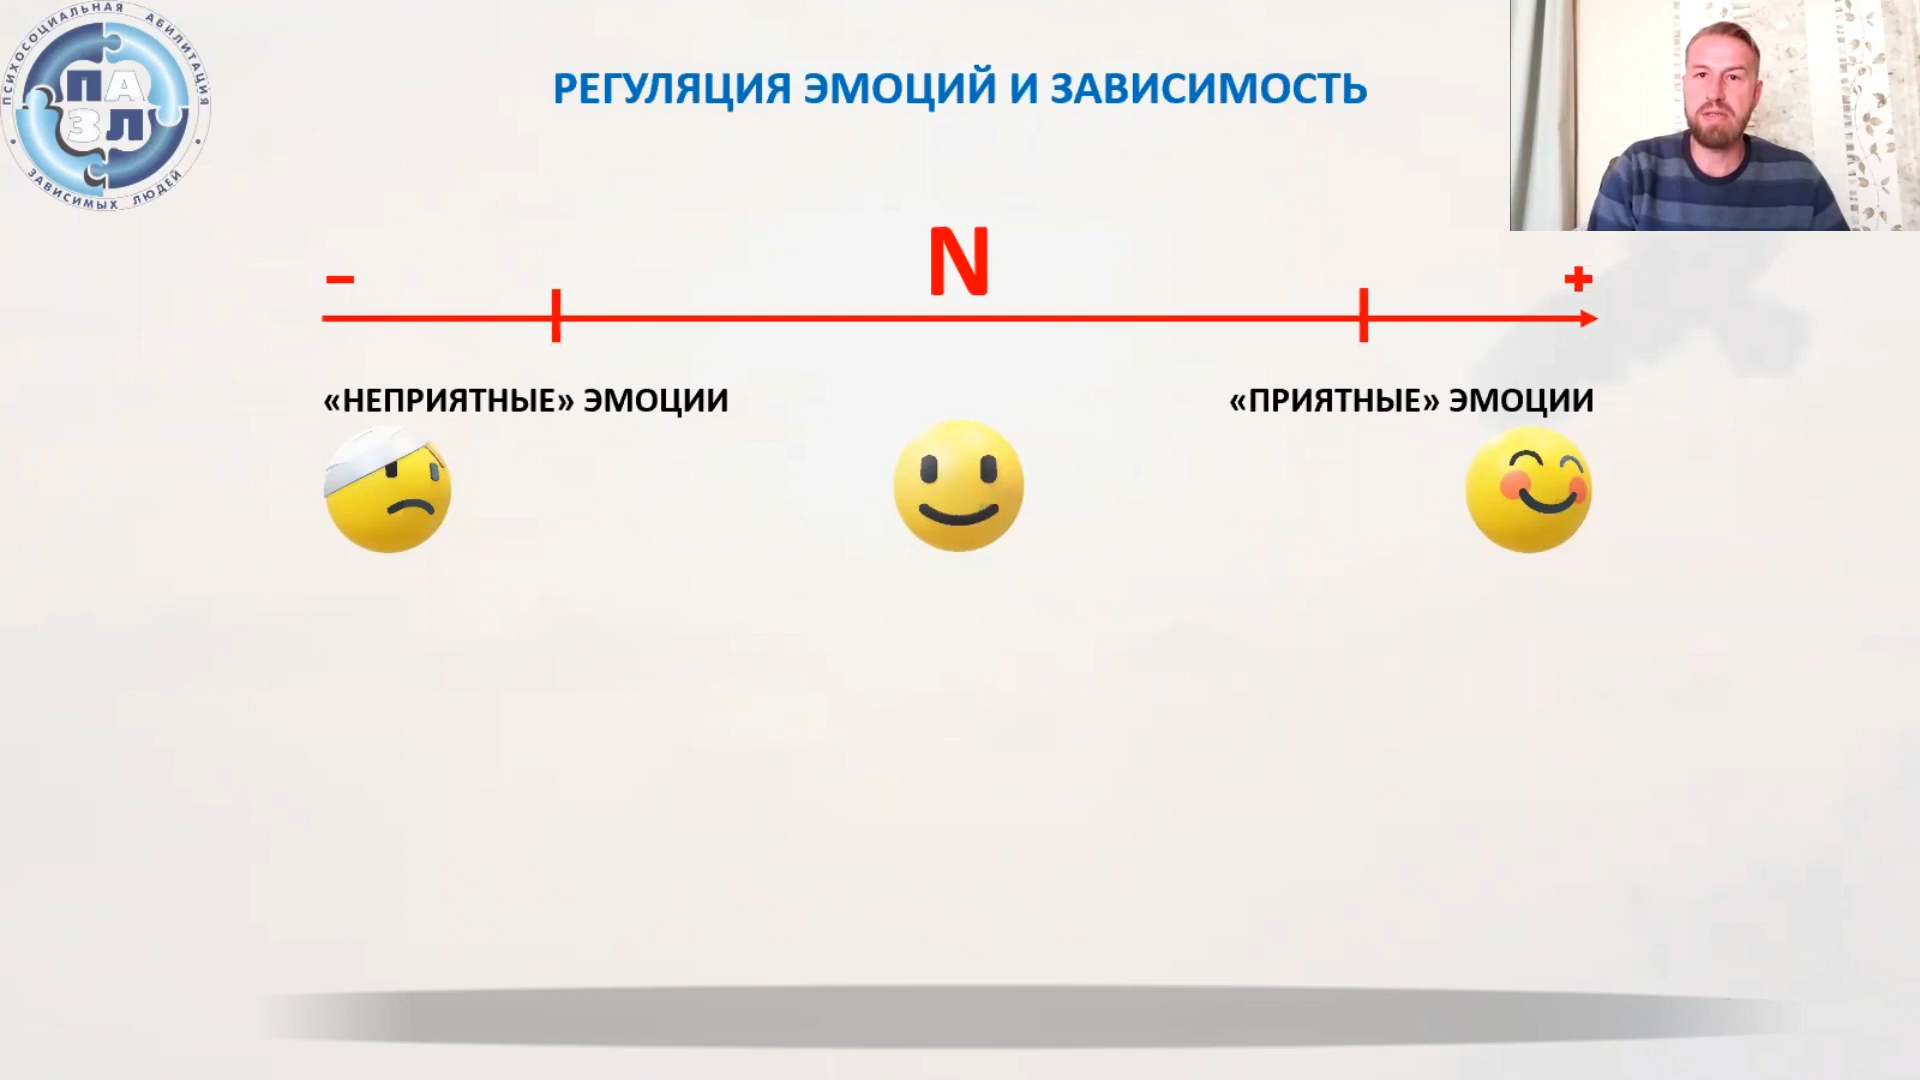 ПСИХОСОЦИАЛЬНАЯ АБИЛИТАЦИЯ
ПА
ЗЛ
ЗАВИСИМЫХ ЛЮДЕЙ
РЕГУЛЯЦИЯ ЭМОЦИЙ И ЗАВИСИМОСТЬ
N
– +
«НЕПРИЯТНЫЕ» ЭМОЦИИ «ПРИЯТНЫЕ» ЭМОЦИИ